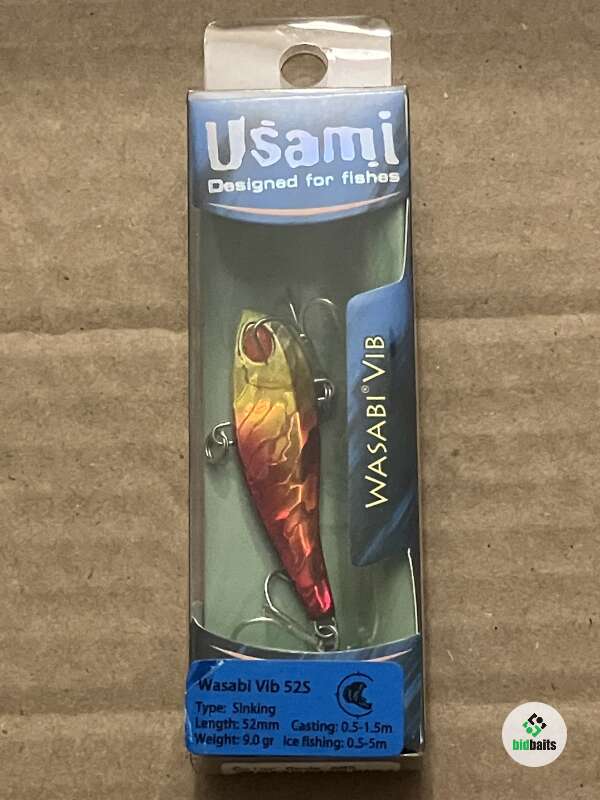 Usami
Designed for fishes
WASABI® VIB
Wasabi Vib 52S
Type: Sinking
Length: 52mm Casting: 0.5-1.5m
Weight: 9.0 gr Ice fishing: 0.5-5m
bidbaits